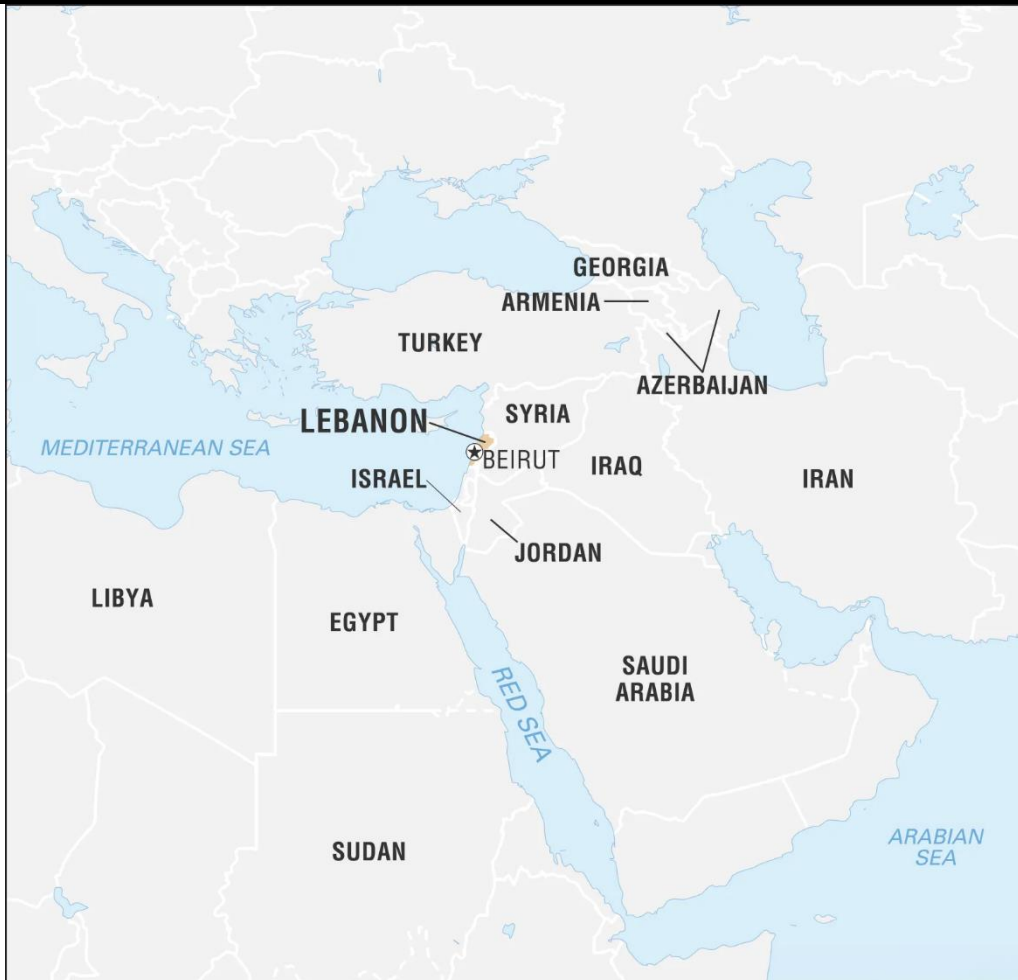 GEORGIA
ARMENIA
TURKEY
AZERBAIJAN
LEBANON
SYRIA
MEDITERRANEAN SEA
BEIRUT
IRAQ
ISRAEL
IRAN
JORDAN
LIBYA
EGYPT
SAUDI
ARABIA
RED SEA
SUDAN
ARABIAN
SEA